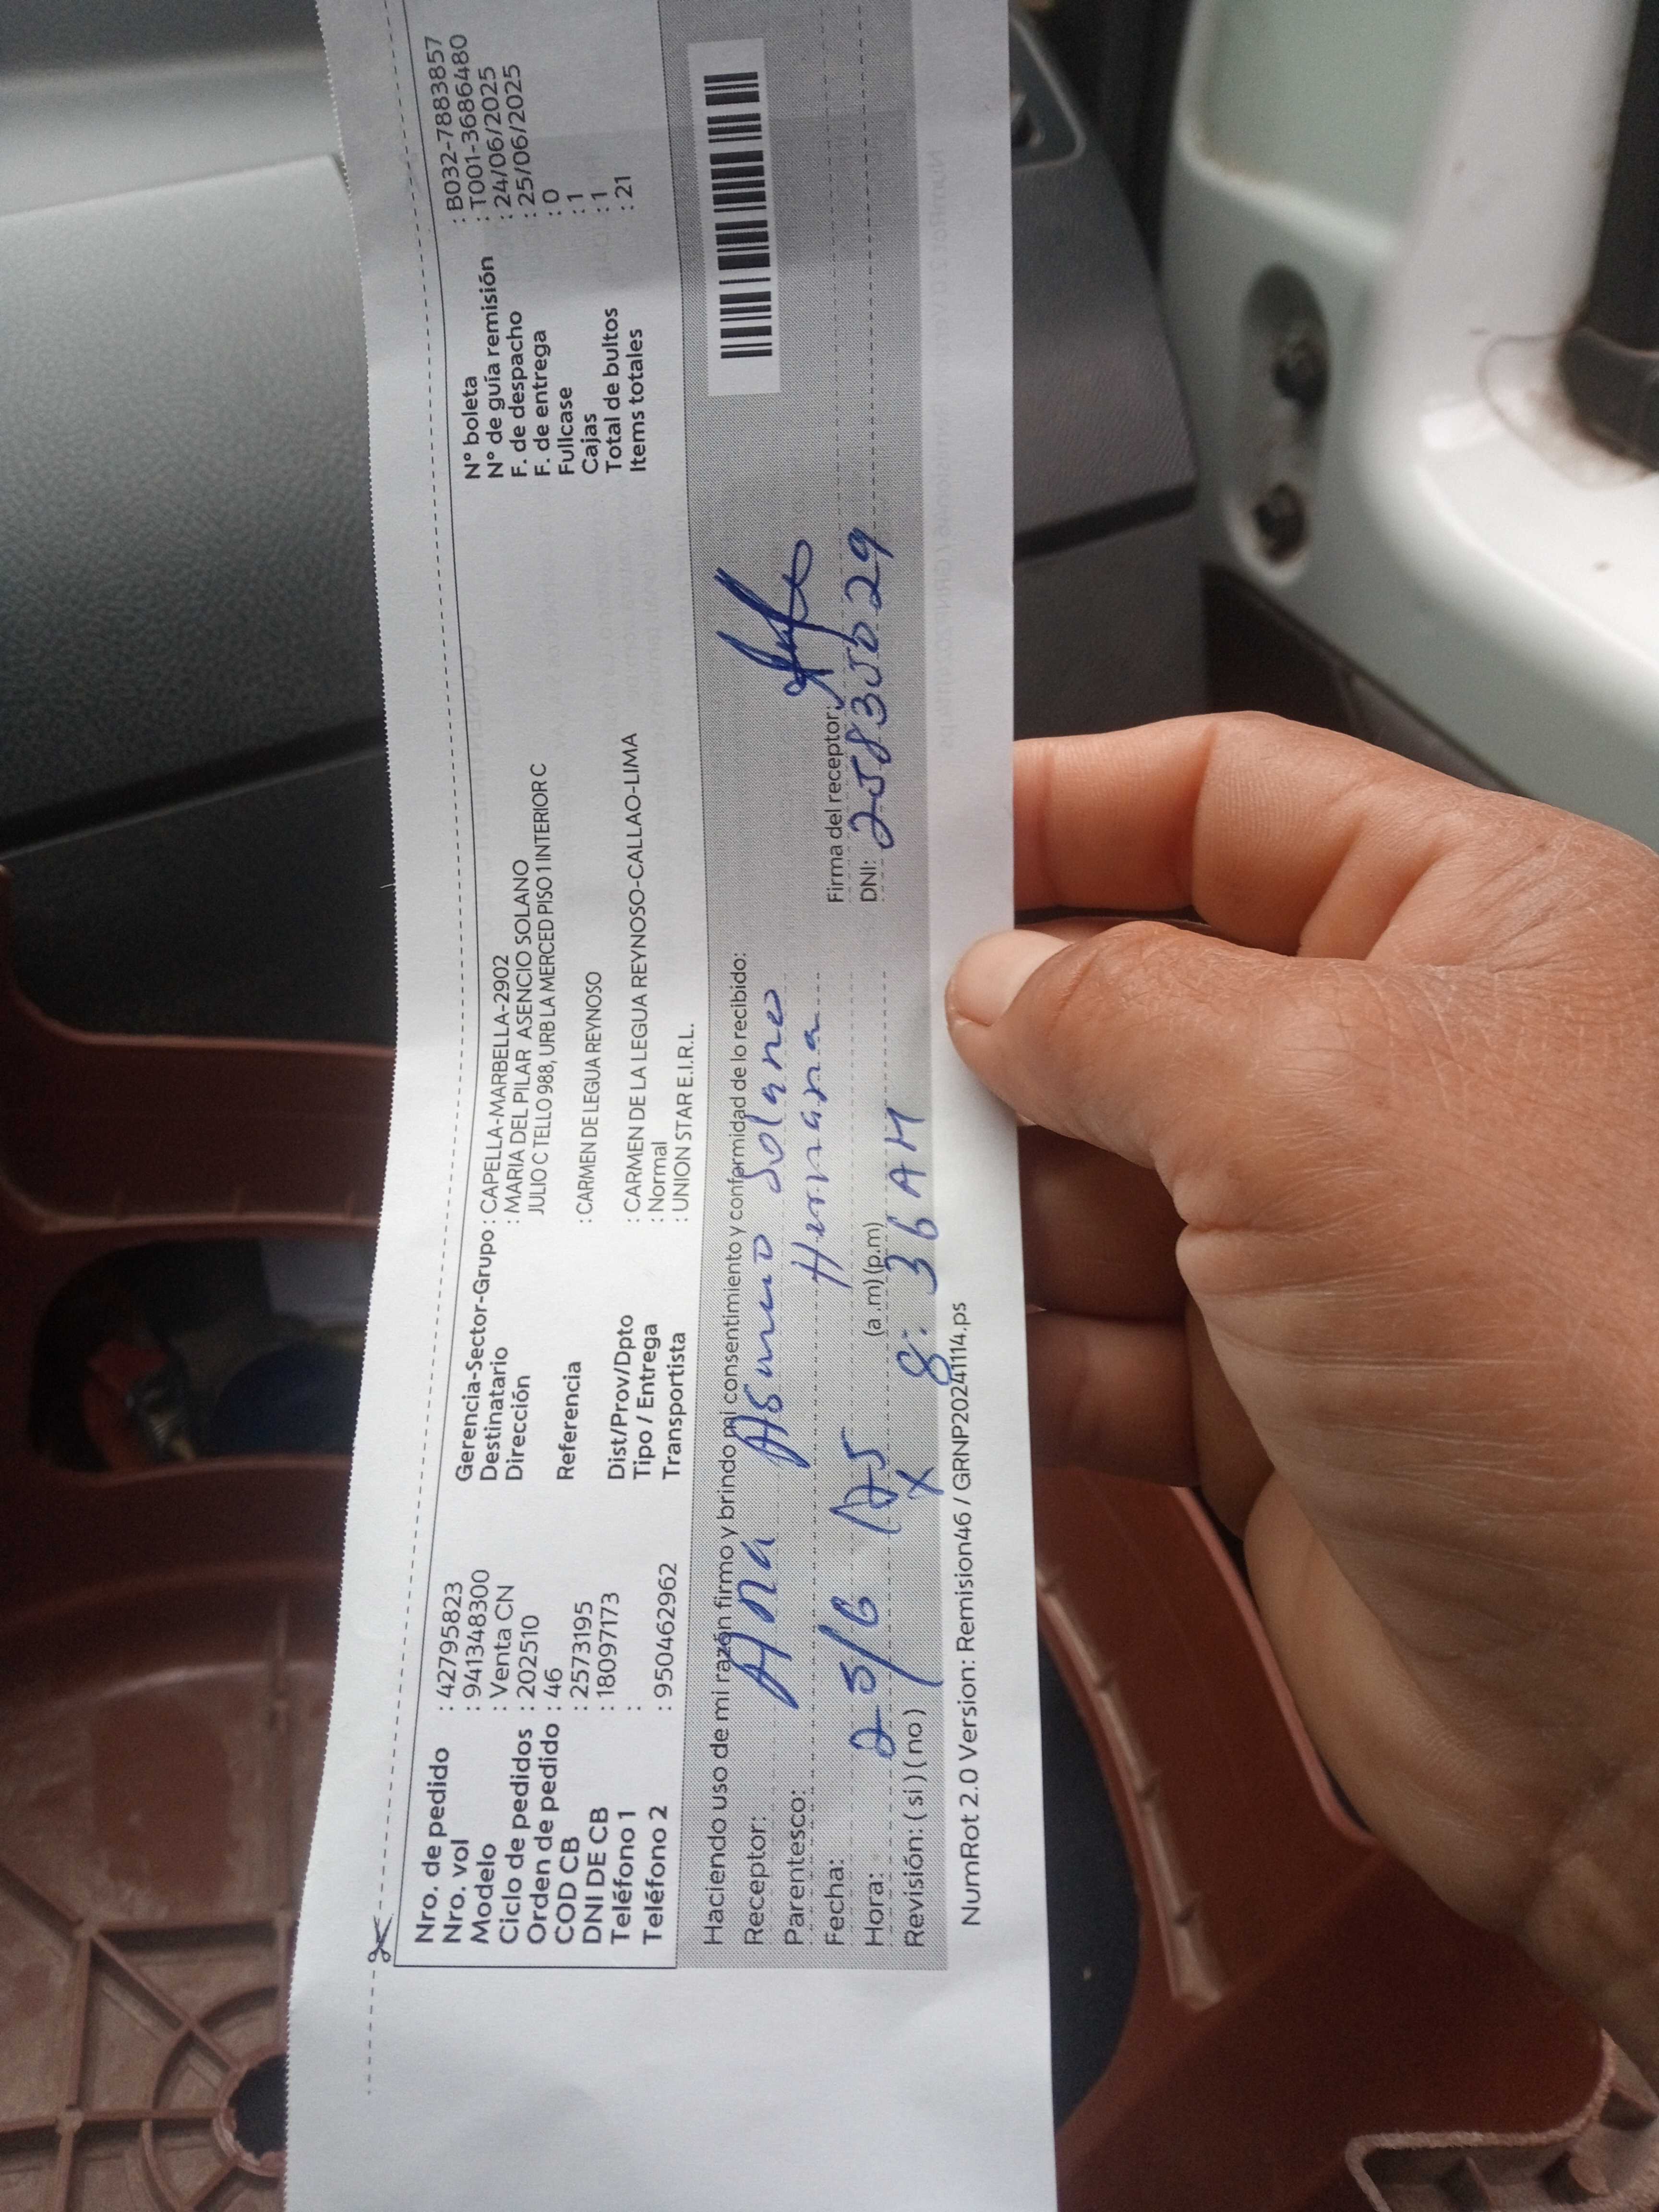 Nro. de pedido : 42795823
Nro. vol : 941348300
Modelo : Venta CN
Ciclo de pedidos : 202510
Orden de pedido : 46
COD CB : 2573195
DNI DE CB : 18097173
Teléfono 1 :
Teléfono 2 : 950462962
Gerencia-Sector-Grupo : CAPELLA-MARBELLA-2902
Destinatario : MARIA DEL PILAR ASENCIO SOLANO
Dirección JULIO C TELLO 988, URB LA MERCED PISO 1 INTERIOR C
Referencia : CARMEN DE LEGUA REYNOSO
Dist/Prov/Dpto : CARMEN DE LA LEGUA REYNOSO-CALLAO-LIMA
Tipo / Entrega : Normal
Transportista : UNION STAR E.I.R.L.
N° boleta : B032-7883857
N° de guía remisión : T001-3686480
F. de despacho : 24/06/2025
F. de entrega : 25/06/2025
Fullcase : 0
Cajas : 1
Total de bultos : 1
Items totales : 21
Haciendo uso de mi razón firmo y brindo mi consentimiento y conformidad de lo recibido:
Receptor: Ana Solano
Parentesco: Hermana
Fecha: 25/6/25
Hora: (a .m) (p.m) 8:36 AM
Revisión: ( si ) ( no ) X
Firma del receptor:
DNI:
NumRot 2.0 Version: Remision46 / GRNP20241114.ps